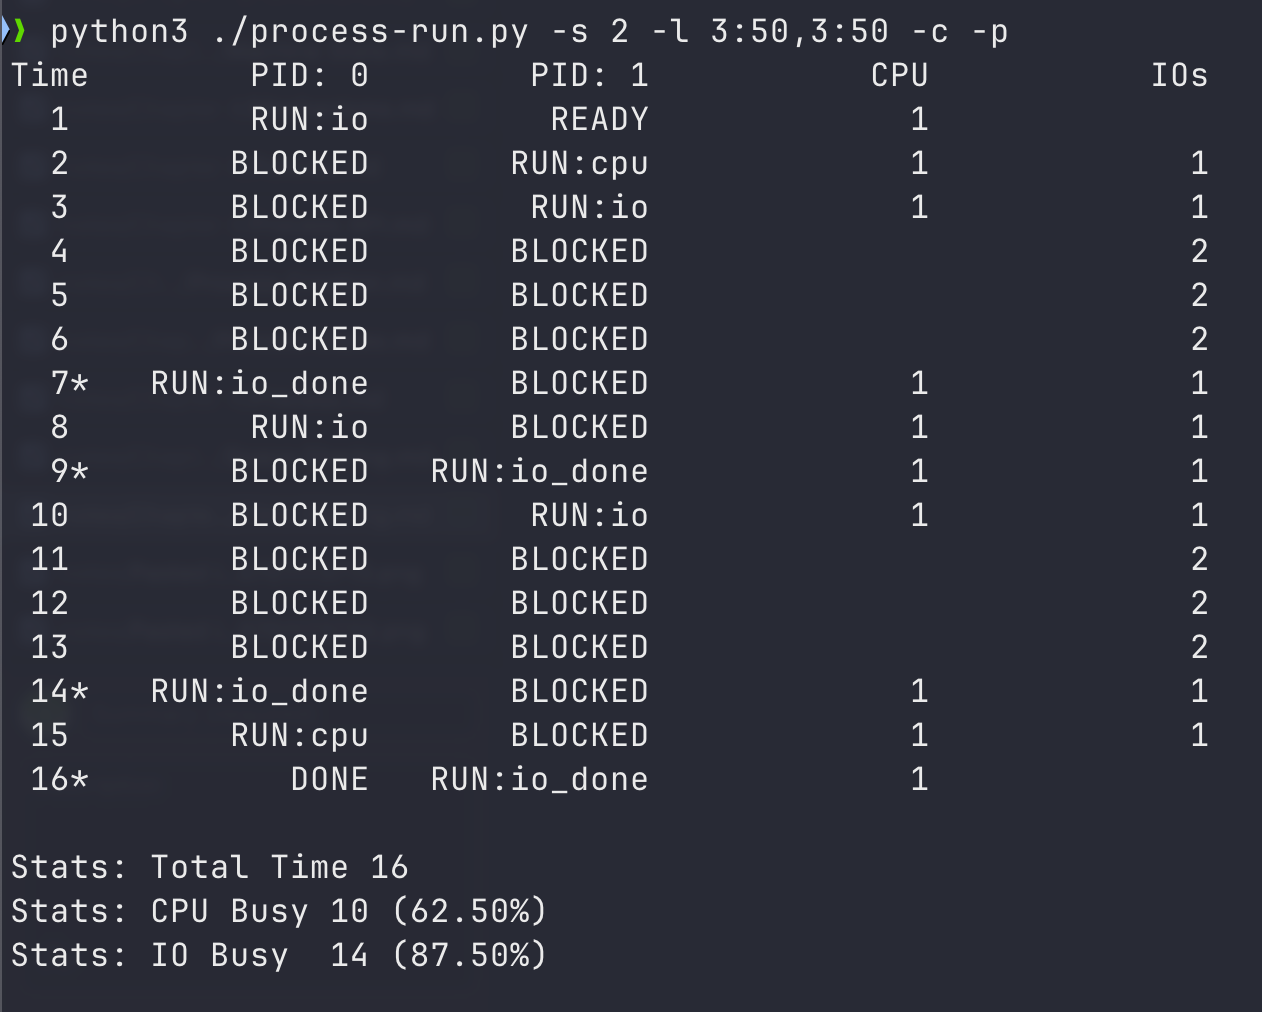 python3 ./process-run.py -s 2 -l 3:50,3:50 -c -p
Time        PID: 0        PID: 1           CPU           IOs
  1         RUN:io         READY             1
  2        BLOCKED       RUN:cpu             1             1
  3        BLOCKED        RUN:io             1             1
  4        BLOCKED       BLOCKED                           2
  5        BLOCKED       BLOCKED                           2
  6        BLOCKED       BLOCKED                           2
  7*   RUN:io_done       BLOCKED             1             1
  8         RUN:io       BLOCKED             1             1
  9*       BLOCKED   RUN:io_done             1             1
 10        BLOCKED        RUN:io             1             1
 11        BLOCKED       BLOCKED                           2
 12        BLOCKED       BLOCKED                           2
 13        BLOCKED       BLOCKED                           2
 14*   RUN:io_done       BLOCKED             1             1
 15        RUN:cpu       BLOCKED             1             1
 16*          DONE   RUN:io_done             1
Stats: Total Time 16
Stats: CPU Busy 10 (62.50%)
Stats: IO Busy  14 (87.50%)